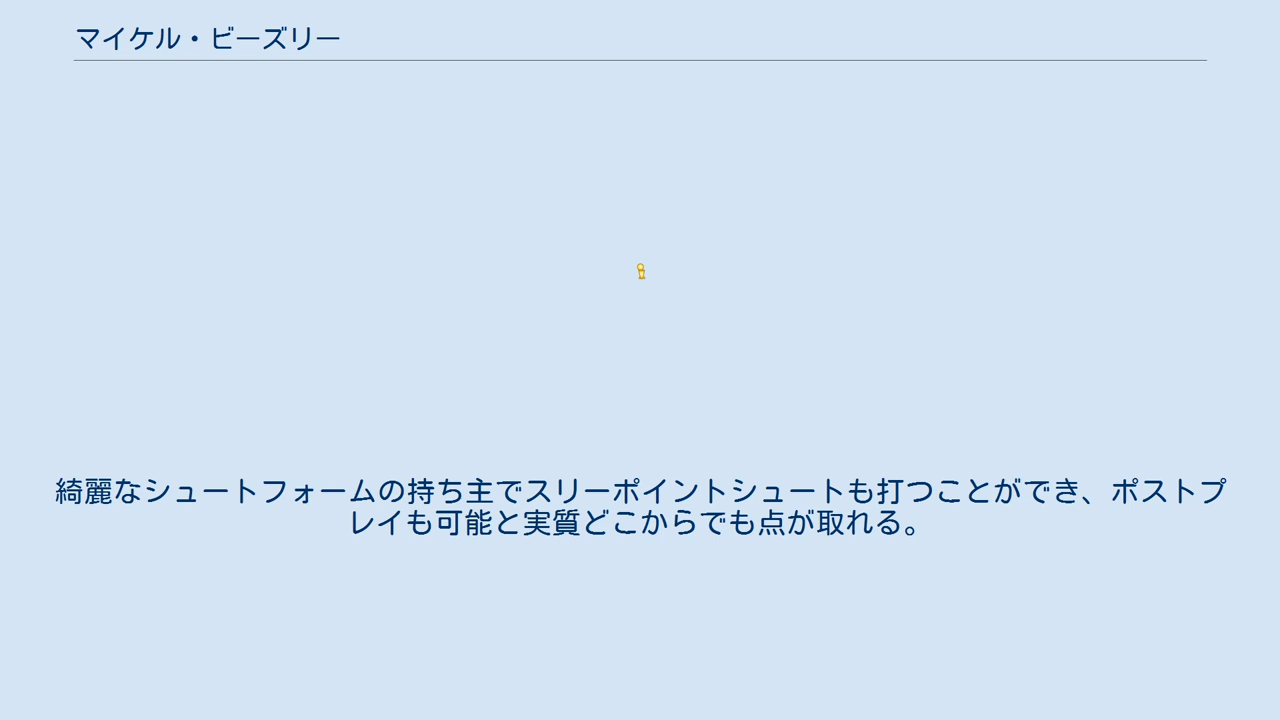 マイケル・ビーズリー
綺麗なシュートフォームの持ち主でスリーポイントシュートも打つことができ、ポストプ
レイも可能と実質どこからでも点が取れる。